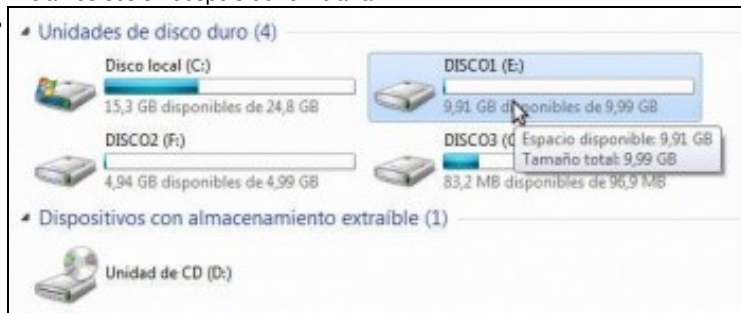 Unidades de disco duro (4)
Disco local (C:)
15,3 GB disponibles de 24,8 GB
DISCO1 (E:)
9,91 GB disponibles de 9,99 GB
DISCO2 (F:)
4,94 GB disponibles de 4,99 GB
DISCO3 (
83,2 MB disponibles de 96,9 MB
Espacio disponible: 9,91 GB
Tamaño total: 9,99 GB
Dispositivos con almacenamiento extraíble (1)
Unidad de CD (D:)